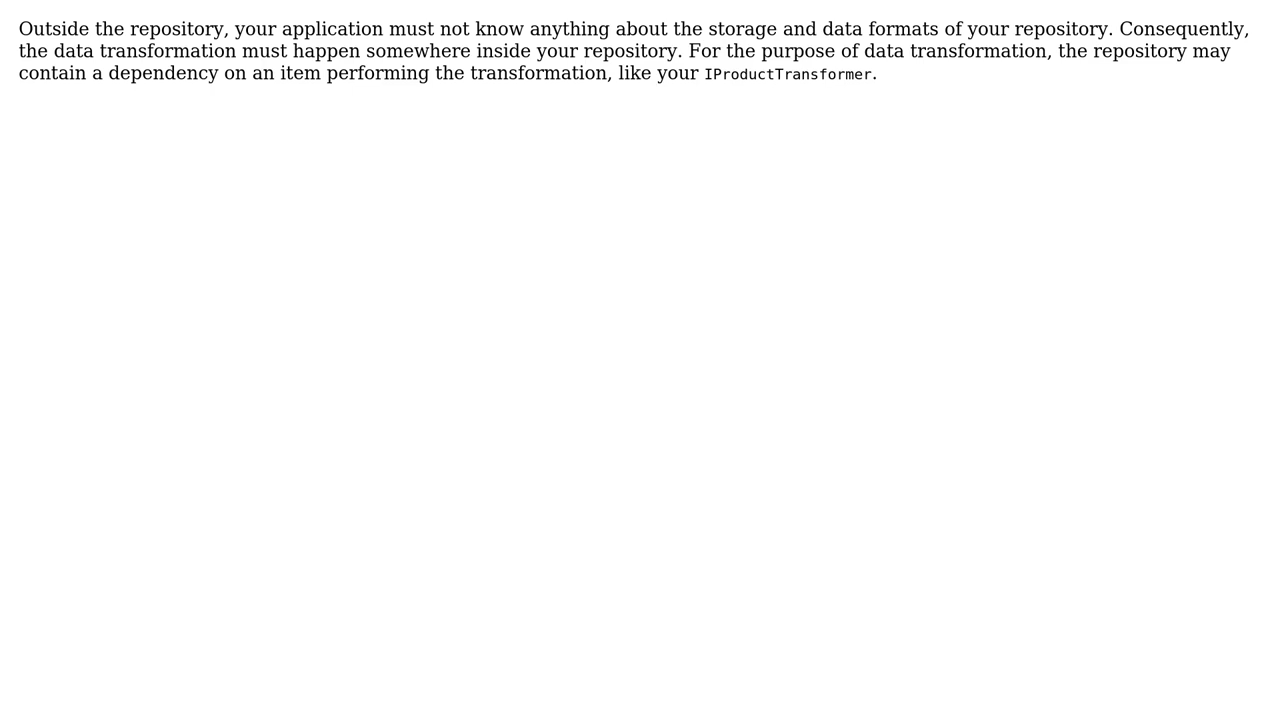 Outside the repository, your application must not know anything about the storage and data formats of your repository. Consequently,
the data transformation must happen somewhere inside your repository. For the purpose of data transformation, the repository may
contain a dependency on an item performing the transformation, like your IProductTransformer.